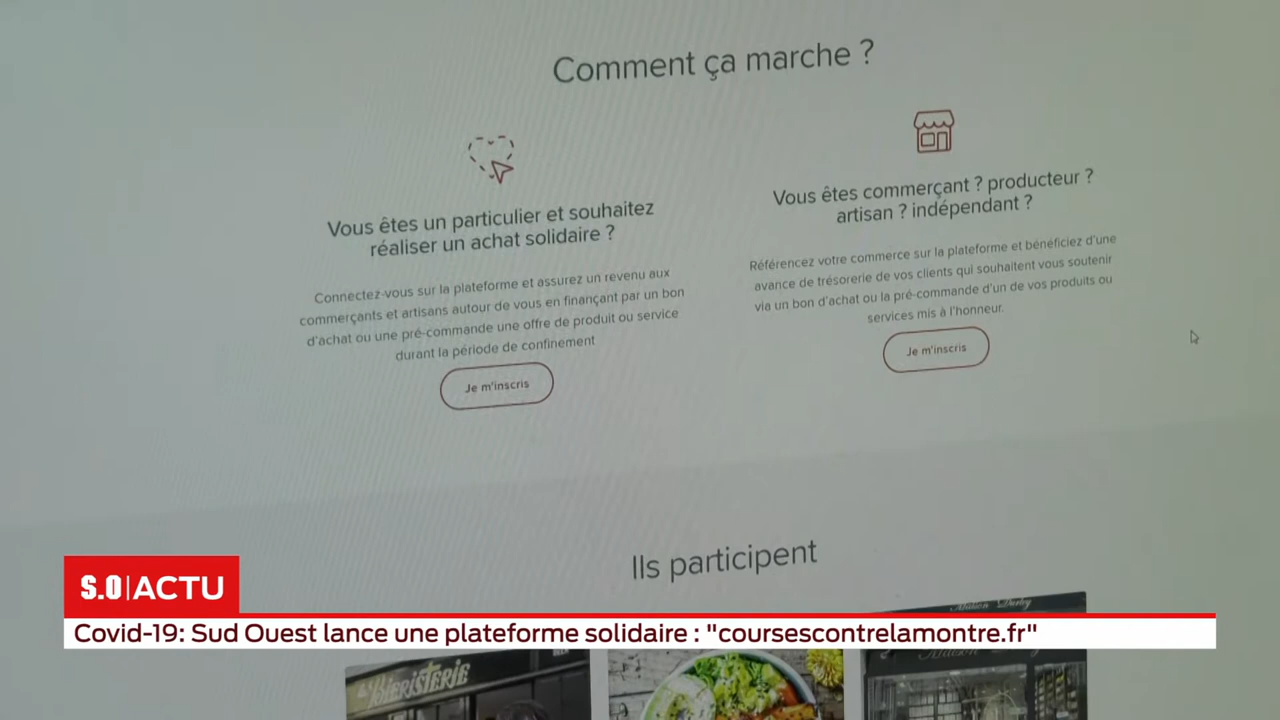 Comment ça marche ?
Vous êtes un particulier et souhaitez
réaliser un achat solidaire ?
Connectez-vous sur la plateforme et assurez un revenu aux
commerçants et artisans autour de vous en finançant par un bon
d'achat ou une pré-commande une offre de produit ou service
durant la période de confinement
Je m'inscris
Vous êtes commerçant ? producteur ?
artisan ? indépendant ?
Référencez votre commerce sur la plateforme et bénéficiez d'une
avance de trésorerie de vos clients qui souhaitent vous soutenir
via un bon d'achat ou la pré-commande d'un de vos produits ou
services mis à l'honneur.
Je m'inscris
Ils participent
S.O|ACTU
Covid-19: Sud Ouest lance une plateforme solidaire : "coursescontrelamontre.fr"
BIÈRISTERIE